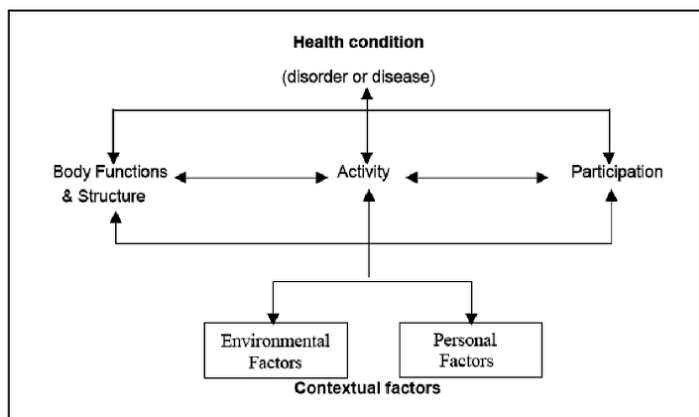 Health condition
(disorder or disease)
Body Functions
& Structure
Activity
Participation
Environmental
Factors
Personal
Factors
Contextual factors